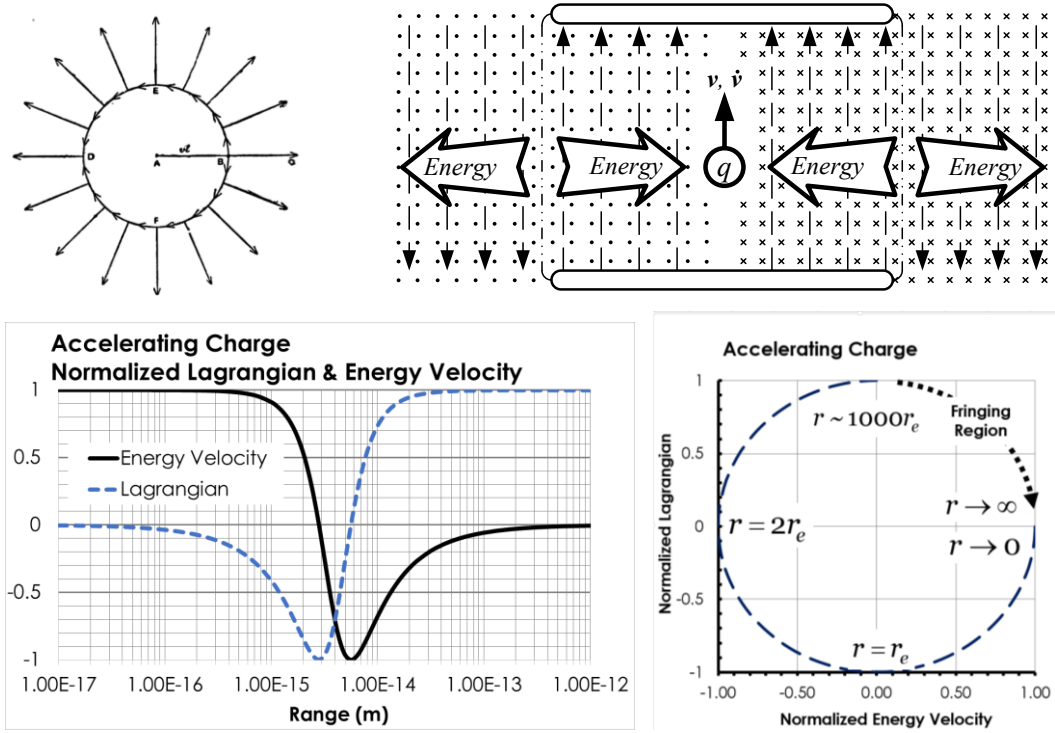 E
D
A
vt
B
G
F
v, v̇
Energy
Energy
q
Energy
Energy
Accelerating Charge
Normalized Lagrangian & Energy Velocity
1
0.5
0
-0.5
-1
Energy Velocity
Lagrangian
1.00E-17 1.00E-16 1.00E-15 1.00E-14 1.00E-13 1.00E-12
Range (m)
Accelerating Charge
Normalized Lagrangian
1
0.5
0
-0.5
-1
r ~ 1000rₑ
Fringing
Region
r → ∞
r = 2rₑ
r → 0
r = rₑ
-1.00 -0.50 0.00 0.50 1.00
Normalized Energy Velocity